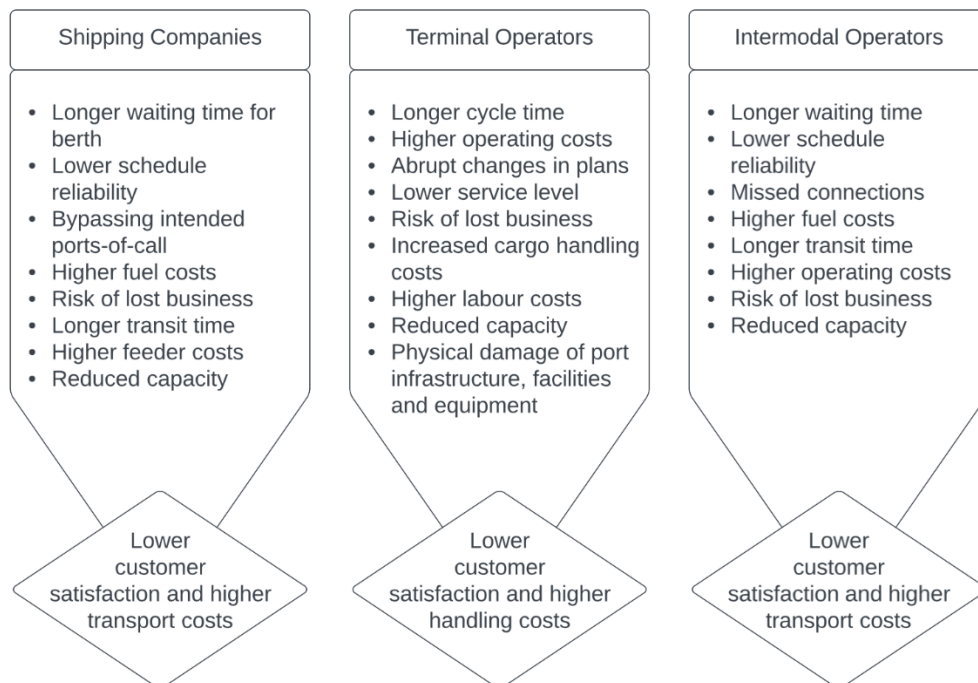 Shipping Companies
• Longer waiting time for
berth
• Lower schedule
reliability
• Bypassing intended
ports-of-call
• Higher fuel costs
• Risk of lost business
• Longer transit time
• Higher feeder costs
• Reduced capacity
Lower
customer
satisfaction and higher
transport costs
Terminal Operators
• Longer cycle time
• Higher operating costs
• Abrupt changes in plans
• Lower service level
• Risk of lost business
• Increased cargo handling
costs
• Higher labour costs
• Reduced capacity
• Physical damage of port
infrastructure, facilities
and equipment
Lower
customer
satisfaction and higher
handling costs
Intermodal Operators
• Longer waiting time
• Lower schedule
reliability
• Missed connections
• Higher fuel costs
• Longer transit time
• Higher operating costs
• Risk of lost business
• Reduced capacity
Lower
customer
satisfaction and higher
transport costs